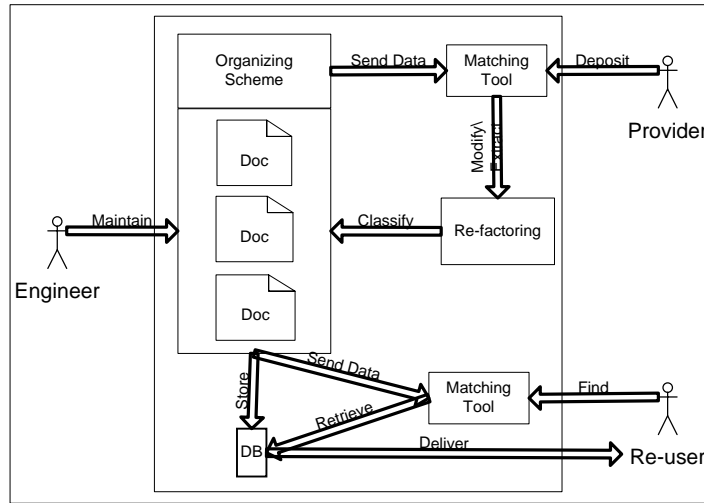 Organizing
Scheme
Send Data
Matching
Tool
Deposit
Provider
Modify\
Extract
Doc
Doc
Doc
Maintain
Engineer
Classify
Re-factoring
Send Data
Store
Retrieve
Matching
Tool
Find
Re-user
DB
Deliver